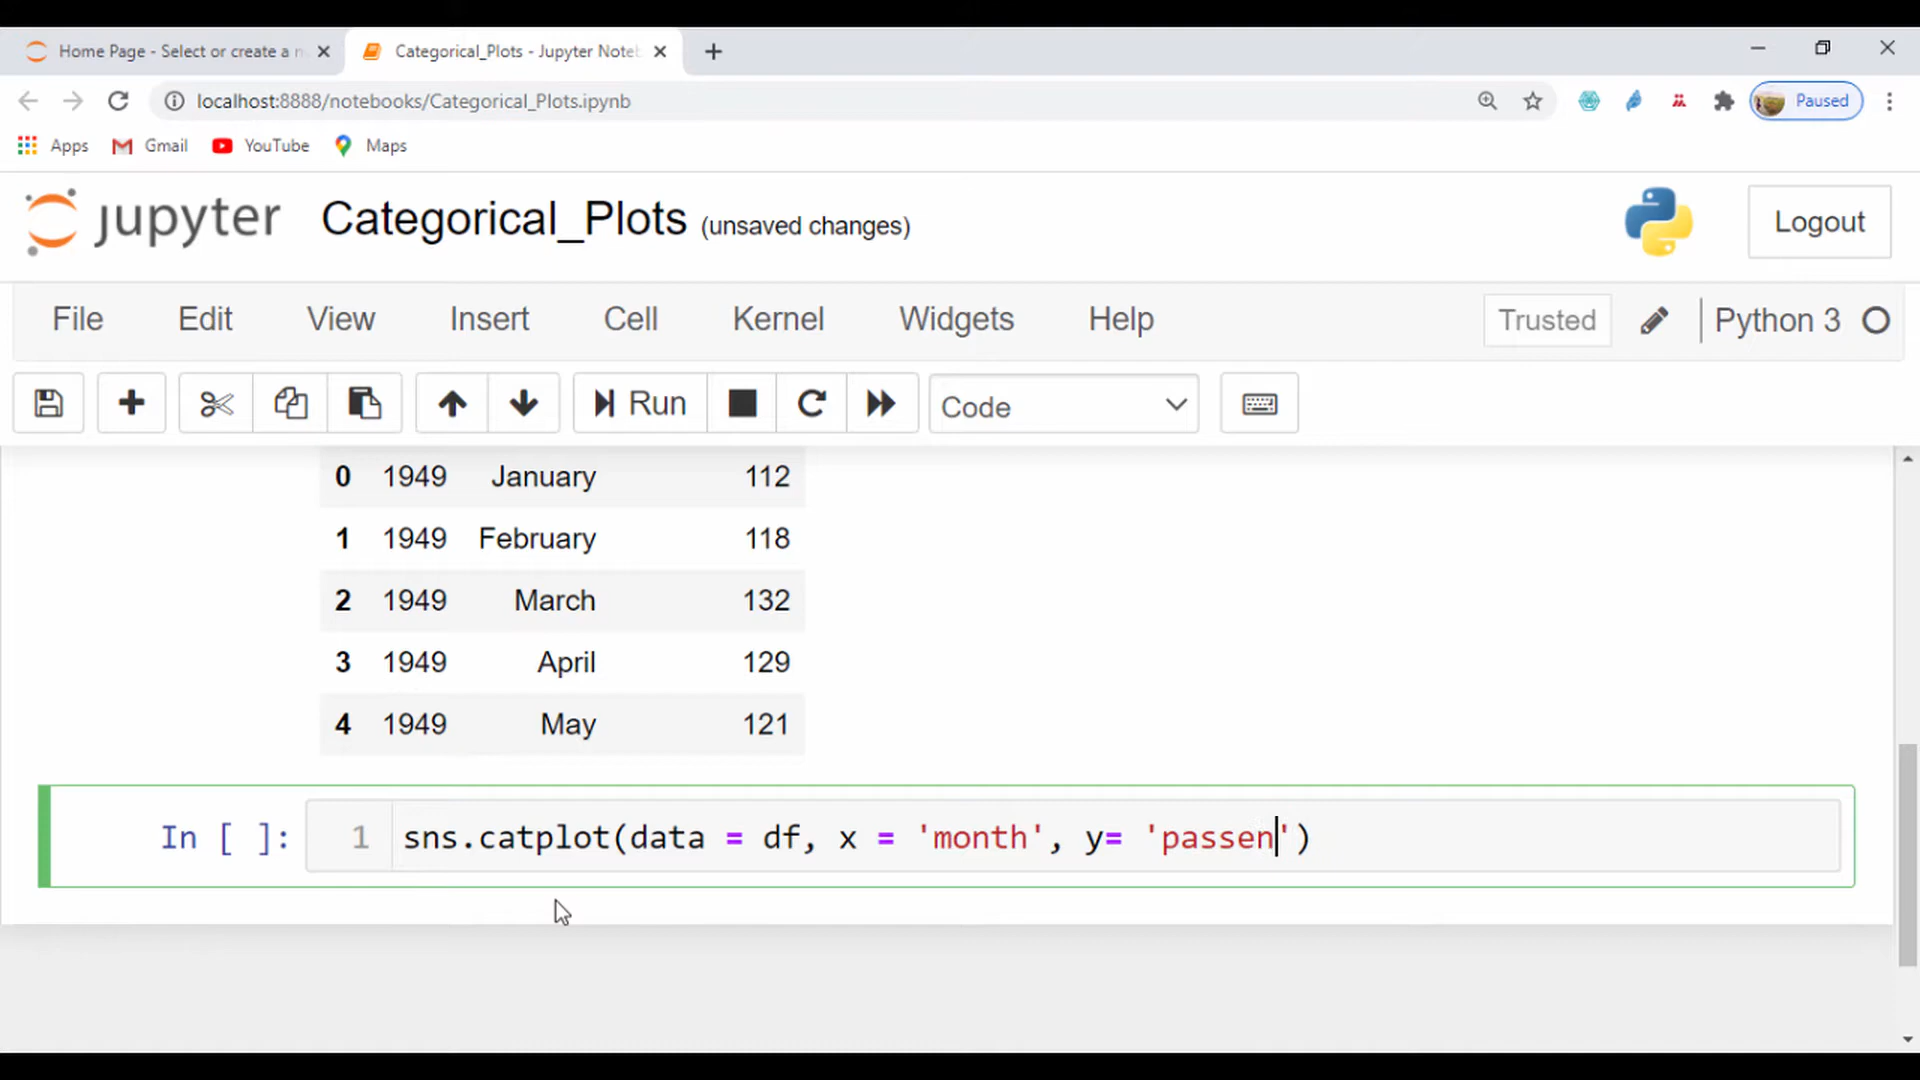 Home Page - Select or create a n
Categorical_Plots - Jupyter Noteb
localhost:8888/notebooks/Categorical_Plots.ipynb
Paused
Apps
Gmail
YouTube
Maps
jupyter
Categorical_Plots (unsaved changes)
Logout
File
Edit
View
Insert
Cell
Kernel
Widgets
Help
Trusted
Python 3
Run
Code
0 1949 January 112
1 1949 February 118
2 1949 March 132
3 1949 April 129
4 1949 May 121
In [ ]:
1 sns.catplot(data = df, x = 'month', y= 'passen')